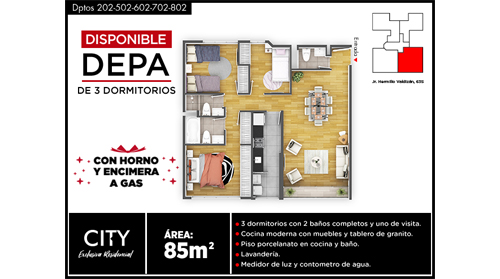 Dptos 202-502-602-702-802
DISPONIBLE
DEPA
DE 3 DORMITORIOS
CON HORNO
Y ENCIMERA
A GAS
Entrada
Jr. Hermilio Valdizán, 635
CITY
Exclusive Residencial
ÁREA:
85m²
3 dormitorios con 2 baños completos y uno de visita.
Cocina moderna con muebles y tablero de granito.
Piso porcelanato en cocina y baño.
Lavandería.
Medidor de luz y contometro de agua.